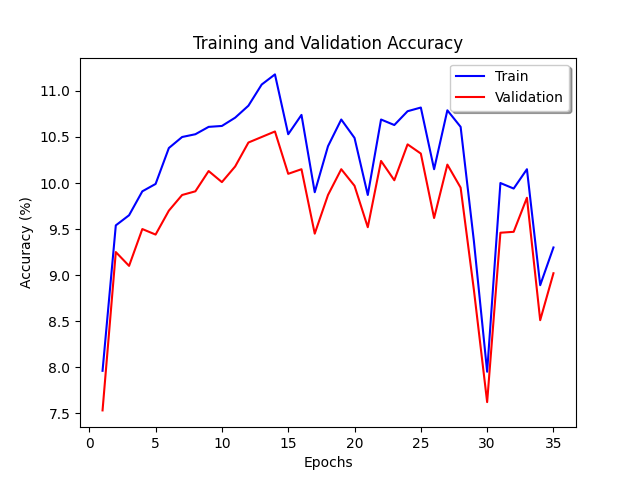 Training and Validation Accuracy
Train
Validation
Accuracy (%)
11.0
10.5
10.0
9.5
9.0
8.5
8.0
7.5
0 5 10 15 20 25 30 35
Epochs